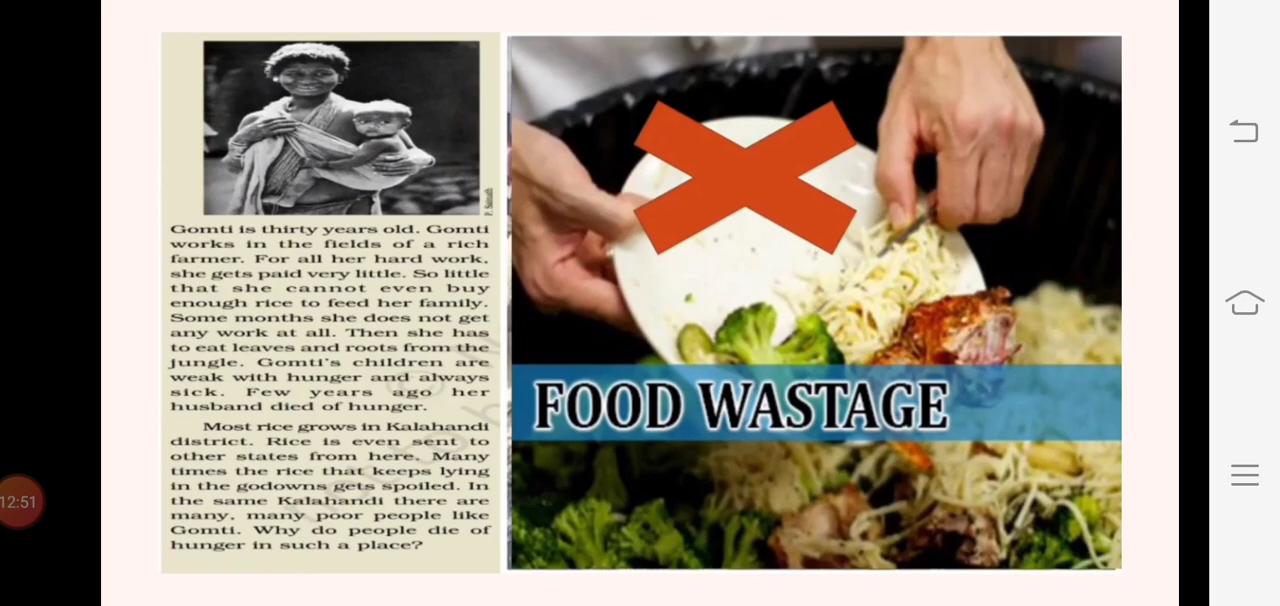 P. Sainath
Gomti is thirty years old. Gomti
works in the fields of a rich
farmer. For all her hard work,
she gets paid very little. So little
that she cannot even buy
enough rice to feed her family.
Some months she does not get
any work at all. Then she has
to eat leaves and roots from the
jungle. Gomti's children are
weak with hunger and always
sick. Few years ago her
husband died of hunger.
Most rice grows in Kalahandi
district. Rice is even sent to
other states from here. Many
times the rice that keeps lying
in the godowns gets spoiled. In
the same Kalahandi there are
many, many poor people like
Gomti. Why do people die of
hunger in such a place?
FOOD WASTAGE
12:51